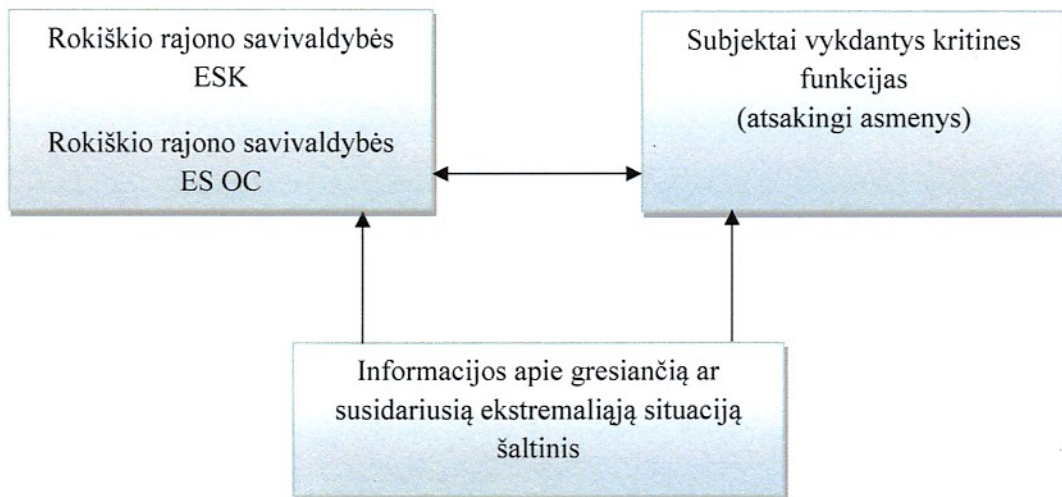 Rokiškio rajono savivaldybės
ESK
Rokiškio rajono savivaldybės
ES OC
Subjektai vykdantys kritines
funkcijas
(atsakingi asmenys)
Informacijos apie gresiančią ar
susidariusią ekstremaliąją situaciją
šaltinis